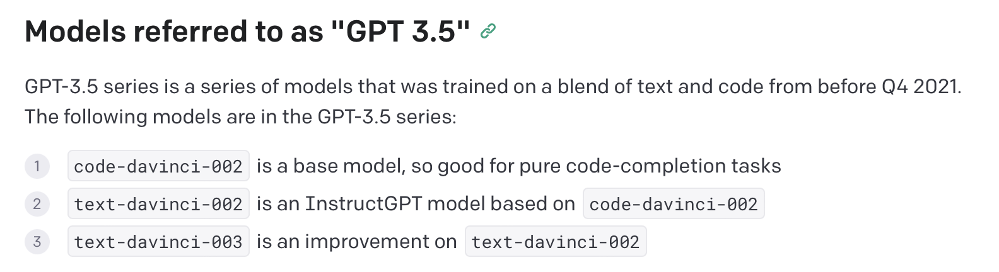 Models referred to as "GPT 3.5"
GPT-3.5 series is a series of models that was trained on a blend of text and code from before Q4 2021.
The following models are in the GPT-3.5 series:
1 code-davinci-002 is a base model, so good for pure code-completion tasks
2 text-davinci-002 is an InstructGPT model based on code-davinci-002
3 text-davinci-003 is an improvement on text-davinci-002